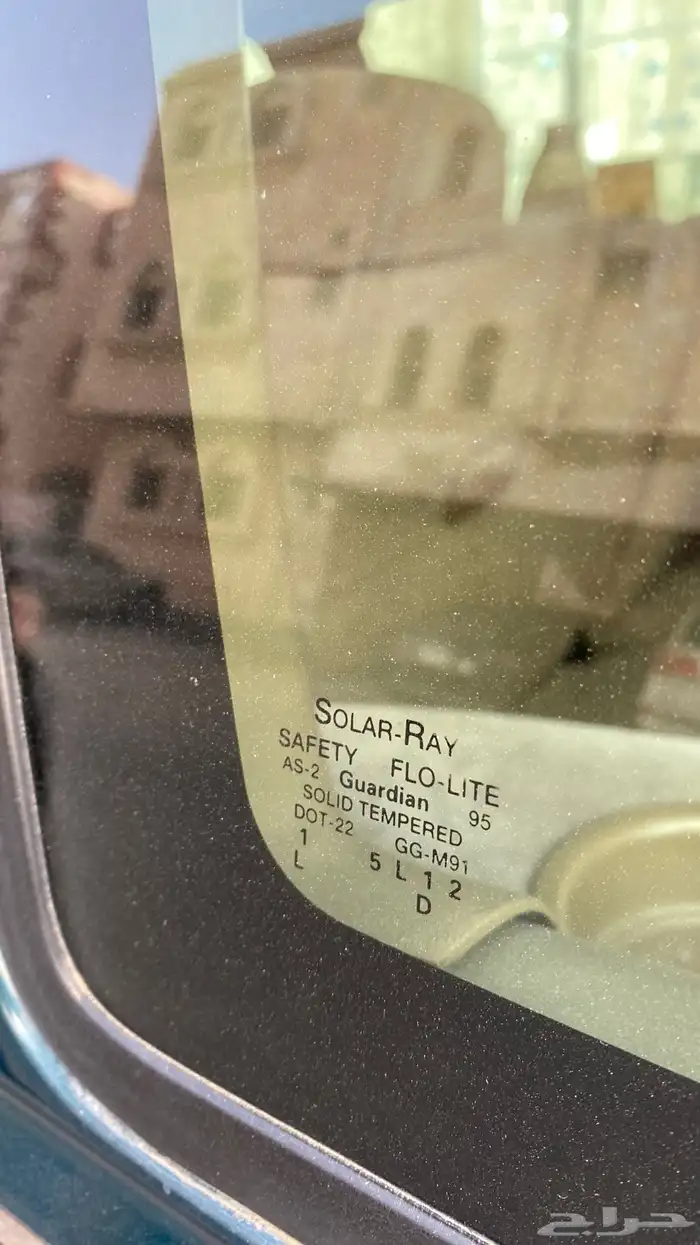 SOLAR-RAY
SAFETY FLO-LITE
AS-2 Guardian 95
SOLID TEMPERED
DOT-22 GG-M91
1 5 L 1 2
L D
حراج